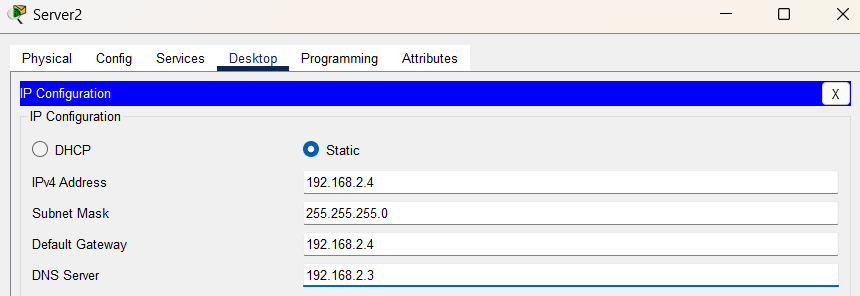 Server2
Physical Config Services Desktop Programming Attributes
IP Configuration X
IP Configuration
DHCP Static
IPv4 Address 192.168.2.4
Subnet Mask 255.255.255.0
Default Gateway 192.168.2.4
DNS Server 192.168.2.3